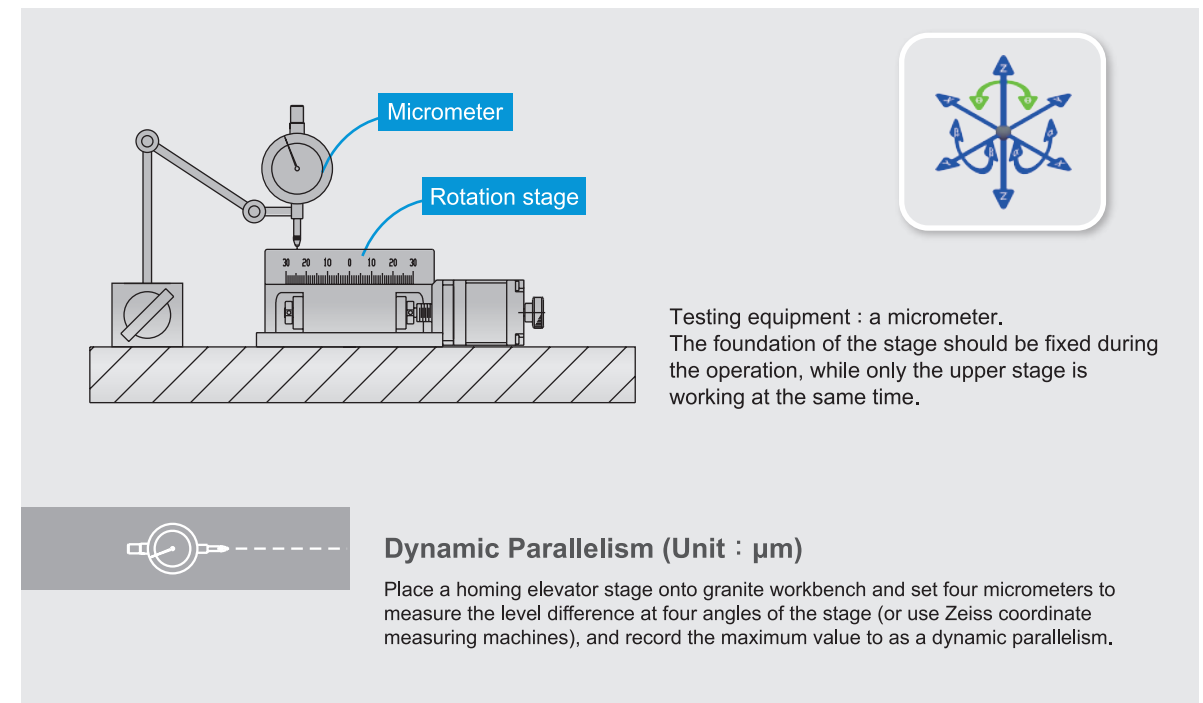 Micrometer
Rotation stage
30 20 10 0 10 20 30
Z
Z
β
β
Testing equipment：a micrometer.
The foundation of the stage should be fixed during
the operation, while only the upper stage is
working at the same time.
Dynamic Parallelism (Unit：µm)
Place a homing elevator stage onto granite workbench and set four micrometers to
measure the level difference at four angles of the stage (or use Zeiss coordinate
measuring machines), and record the maximum value to as a dynamic parallelism.